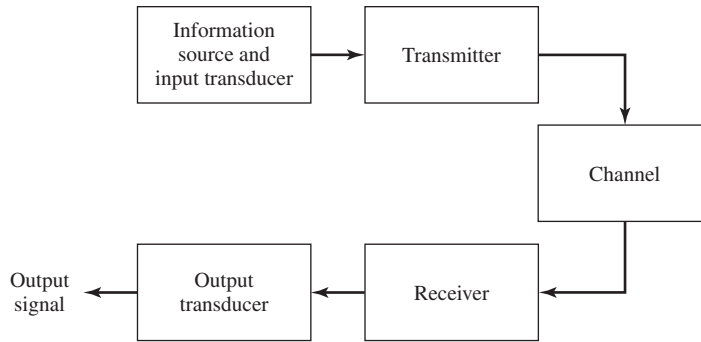 Information
source and
input transducer
Transmitter
Channel
Receiver
Output
transducer
Output
signal